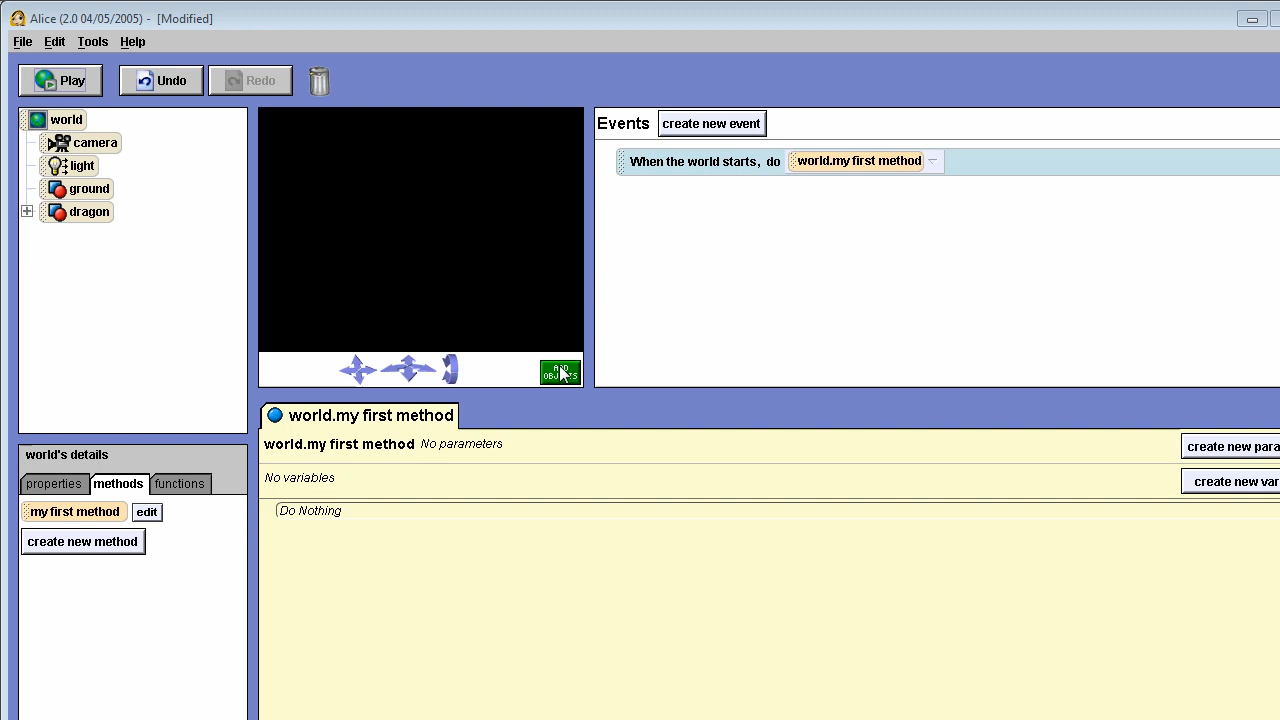 Alice (2.0 04/05/2005) - [Modified]
File Edit Tools Help
Play Undo Redo
world
camera
light
ground
dragon
ADD OBJECTS
Events create new event
When the world starts, do world.my first method
world's details
properties methods functions
my first method edit
create new method
world.my first method
world.my first method No parameters
create new para
No variables
create new var
Do Nothing